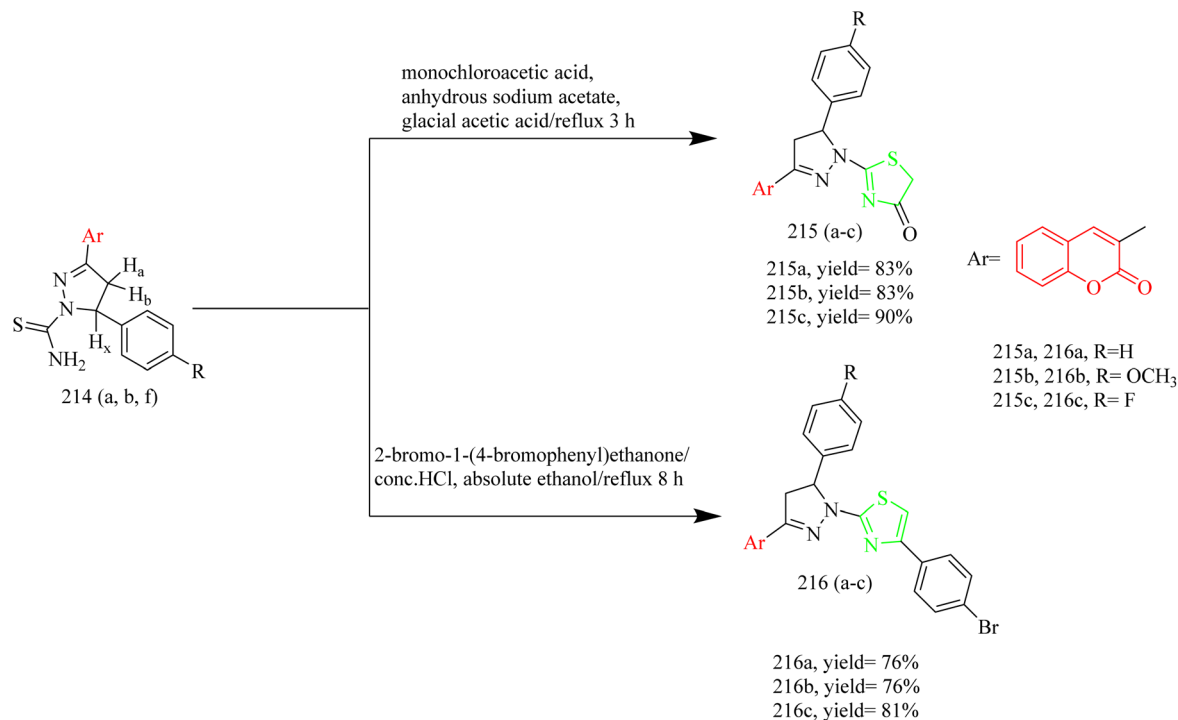 monochloroacetic acid,
anhydrous sodium acetate,
glacial acetic acid/reflux 3 h
R
N
N
S
N
O
Ar
215 (a-c)
215a, yield= 83%
215b, yield= 83%
215c, yield= 90%
Ar
N
N
Ha
Hb
Hx
S
NH2
R
214 (a, b, f)
Ar=
O
O
215a, 216a, R=H
215b, 216b, R= OCH3
215c, 216c, R= F
2-bromo-1-(4-bromophenyl)ethanone/
conc.HCl, absolute ethanol/reflux 8 h
R
N
N
S
N
Ar
Br
216 (a-c)
216a, yield= 76%
216b, yield= 76%
216c, yield= 81%